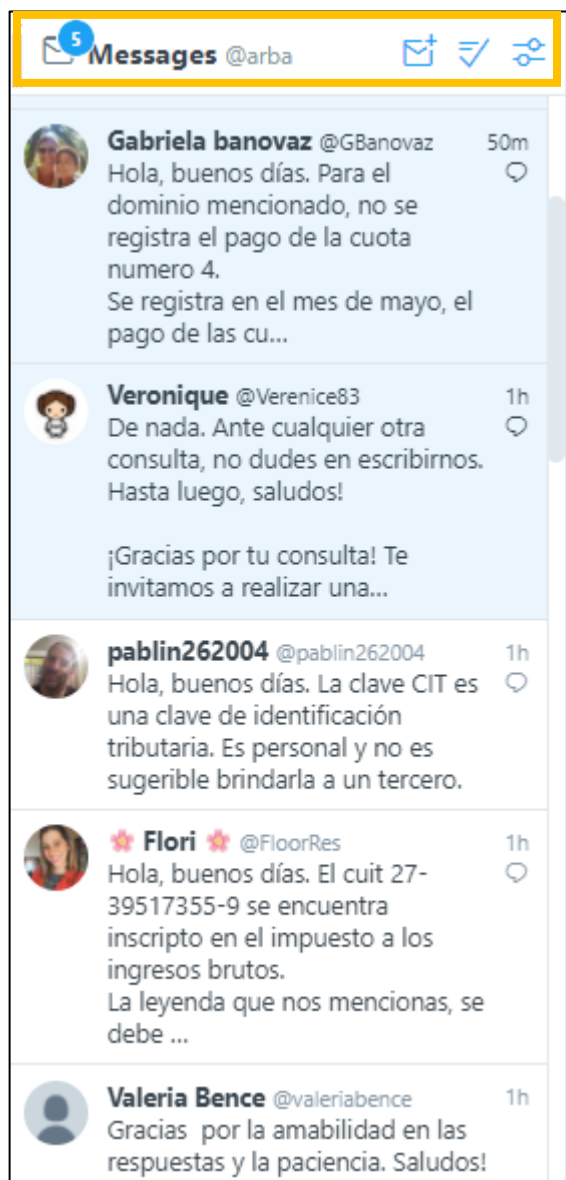 5
Messages @arba
Gabriela banovaz @GBanovaz 50m
Hola, buenos días. Para el
dominio mencionado, no se
registra el pago de la cuota
numero 4.
Se registra en el mes de mayo, el
pago de las cu...
Veronique @Verenice83 1h
De nada. Ante cualquier otra
consulta, no dudes en escribirnos.
Hasta luego, saludos!
¡Gracias por tu consulta! Te
invitamos a realizar una...
pablin262004 @pablin262004 1h
Hola, buenos días. La clave CIT es
una clave de identificación
tributaria. Es personal y no es
sugerible brindarla a un tercero.
🌸 Flori 🌸 @FloorRes 1h
Hola, buenos días. El cuit 27-
39517355-9 se encuentra
inscripto en el impuesto a los
ingresos brutos.
La leyenda que nos mencionas, se
debe ...
Valeria Bence @valeriabence 1h
Gracias por la amabilidad en las
respuestas y la paciencia. Saludos!